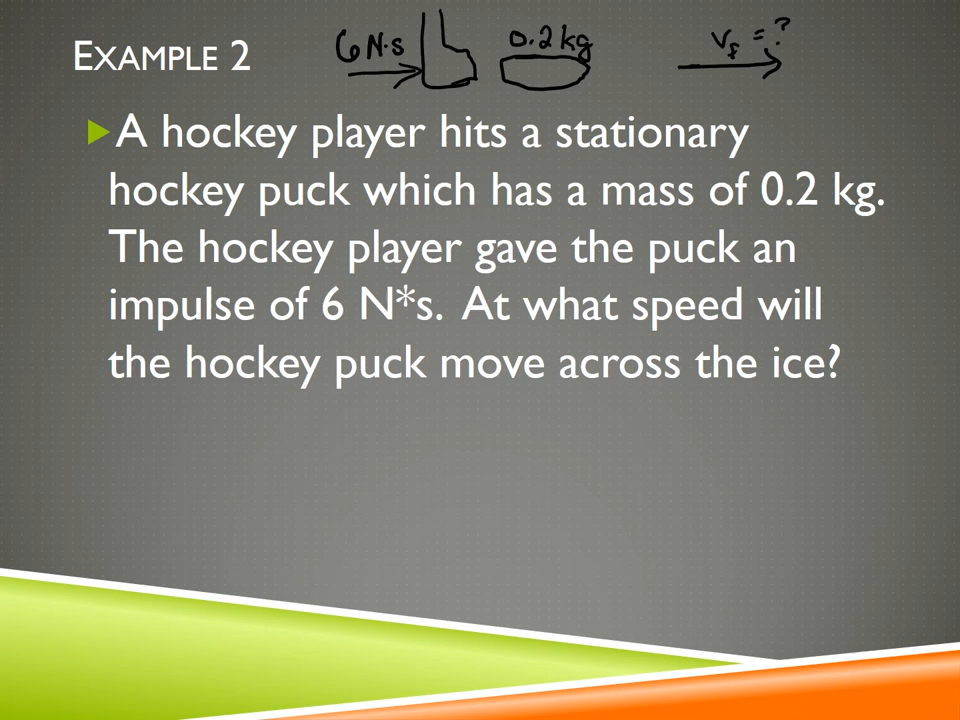 EXAMPLE 2
6 N·s
0.2 kg
v_f = ?
A hockey player hits a stationary
hockey puck which has a mass of 0.2 kg.
The hockey player gave the puck an
impulse of 6 N*s. At what speed will
the hockey puck move across the ice?